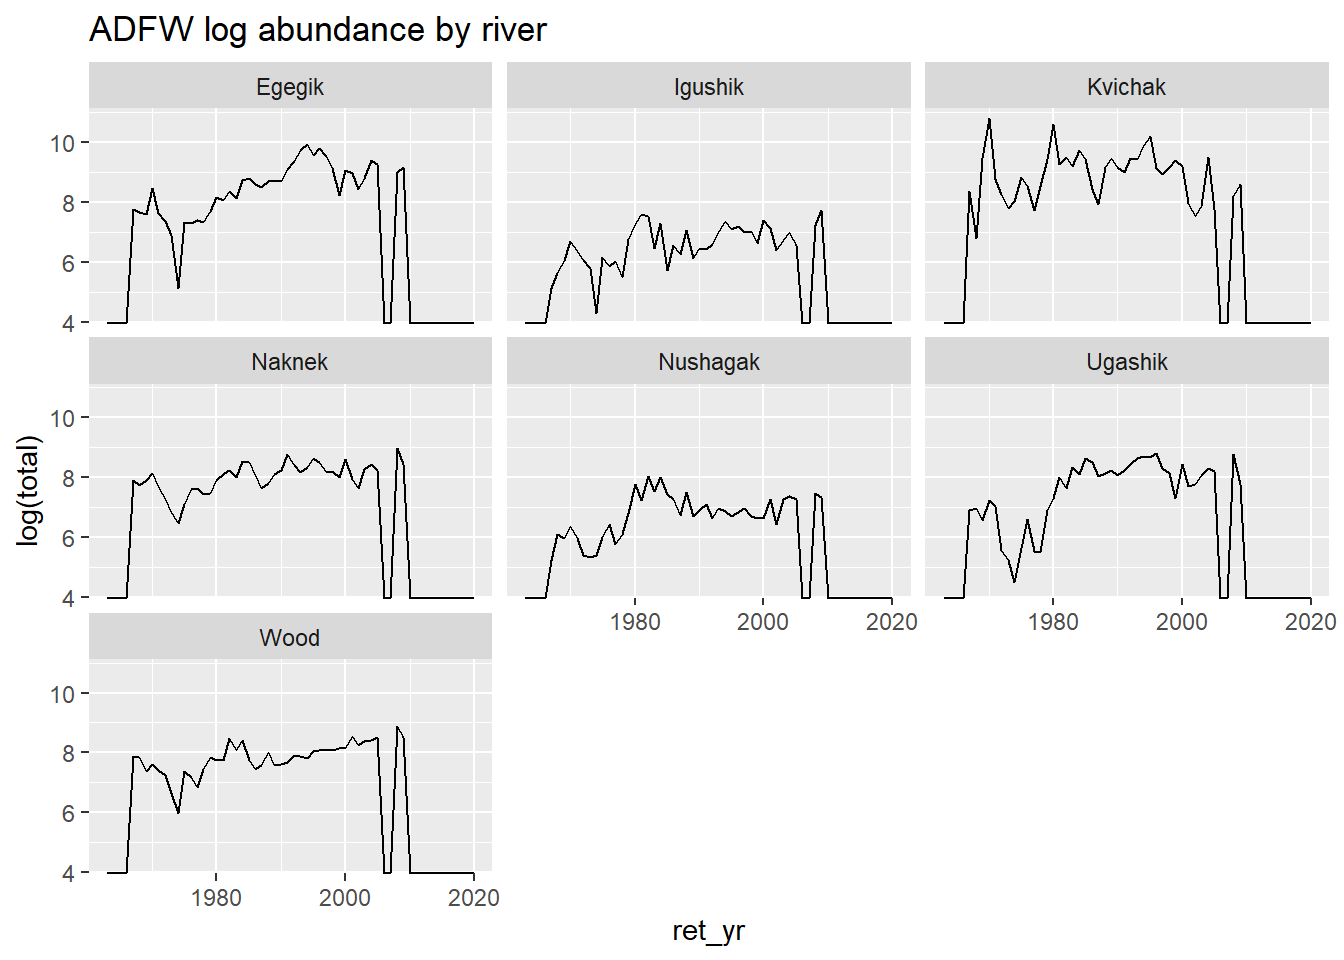 ADFW log abundance by river
Egegik Igushik Kvichak
10
8
6
4
Naknek Nushagak Ugashik
10
8
6
4
1980 2000 2020 1980 2000 2020
Wood
10
8
6
4
1980 2000 2020
log(total)
ret_yr